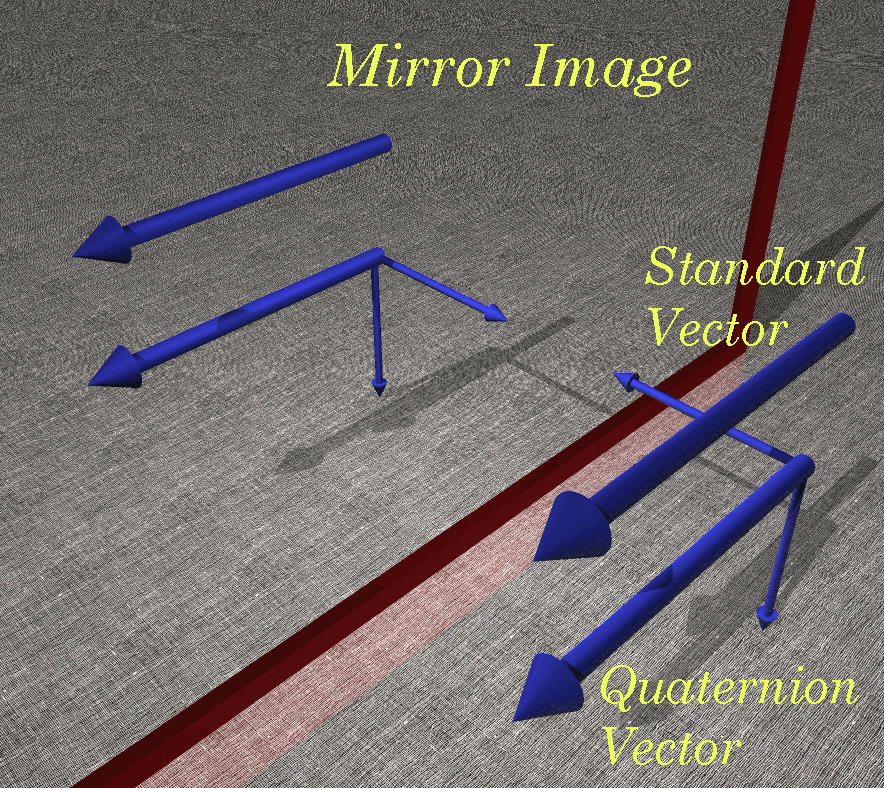 Mirror Image
Standard
Vector
Quaternion
Vector